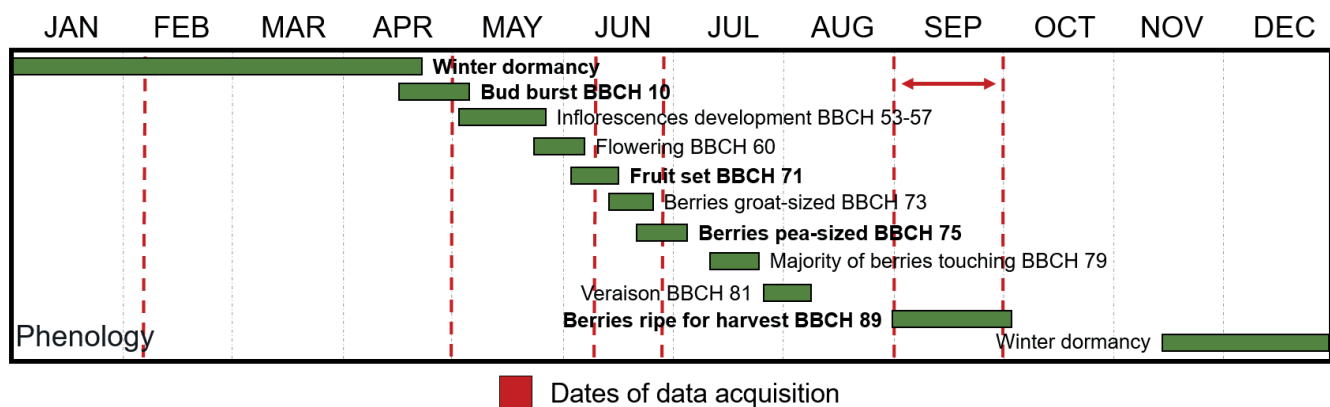 JAN FEB MAR APR MAY JUN JUL AUG SEP OCT NOV DEC
Winter dormancy
Bud burst BBCH 10
Inflorescences development BBCH 53-57
Flowering BBCH 60
Fruit set BBCH 71
Berries groat-sized BBCH 73
Berries pea-sized BBCH 75
Majority of berries touching BBCH 79
Veraison BBCH 81
Berries ripe for harvest BBCH 89
Phenology
Winter dormancy
Dates of data acquisition